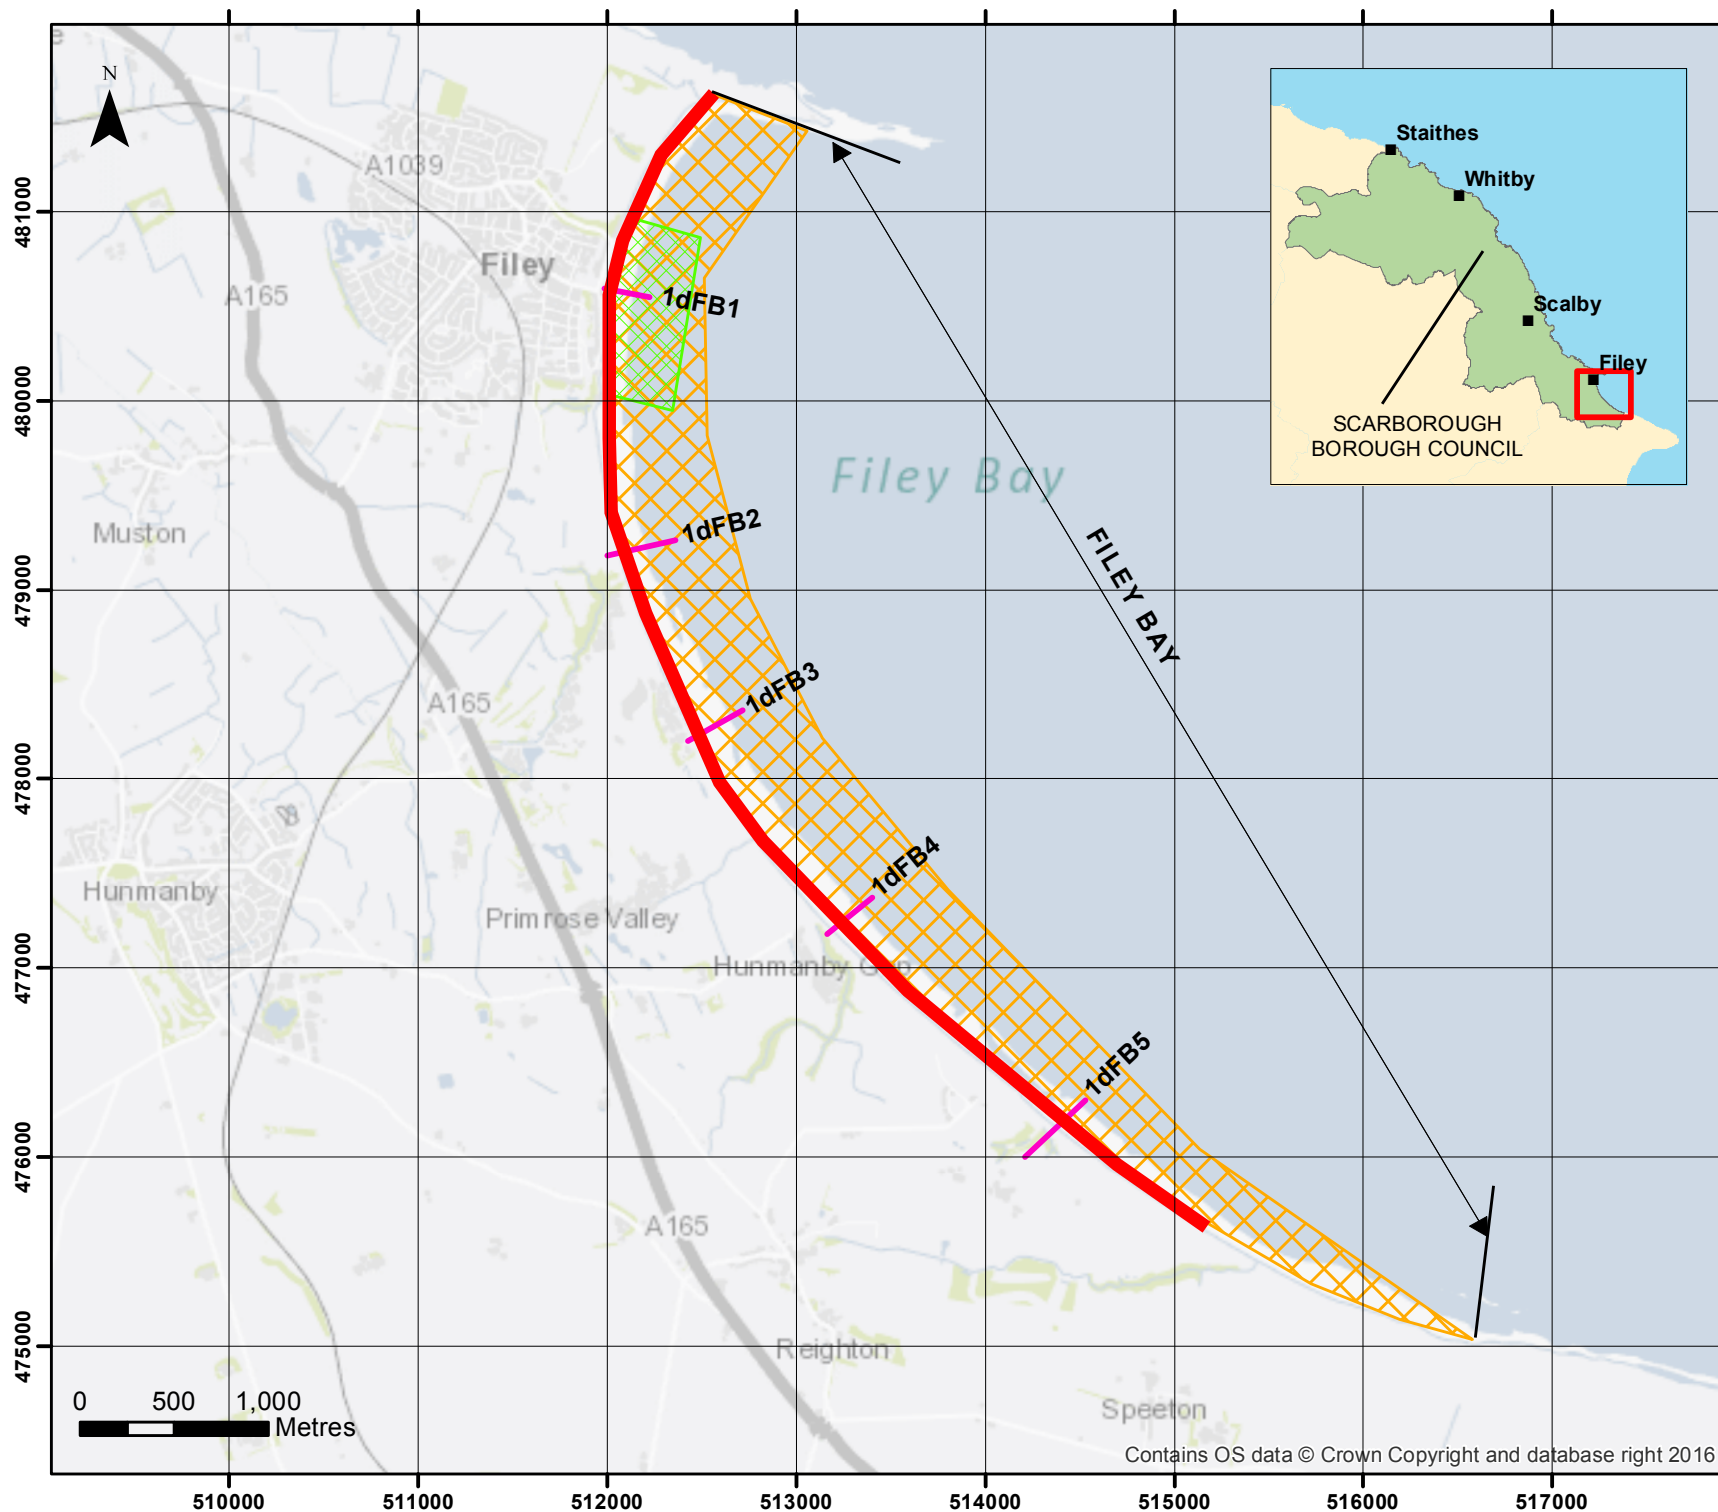 N
A1039
Filey
A165
1dFB1
Filey Bay
1dFB2
Muston
FILEY BAY
1dFB3
A165
1dFB4
Hunmanby
Primrose Valley
Hunmanby Gap
1dFB5
A165
Reighton
Speeton
Staithes
Whitby
Scalby
Filey
SCARBOROUGH
BOROUGH COUNCIL
481000
480000
479000
478000
477000
476000
475000
0 500 1,000
Metres
Contains OS data © Crown Copyright and database right 2016
510000 511000 512000 513000 514000 515000 516000 517000